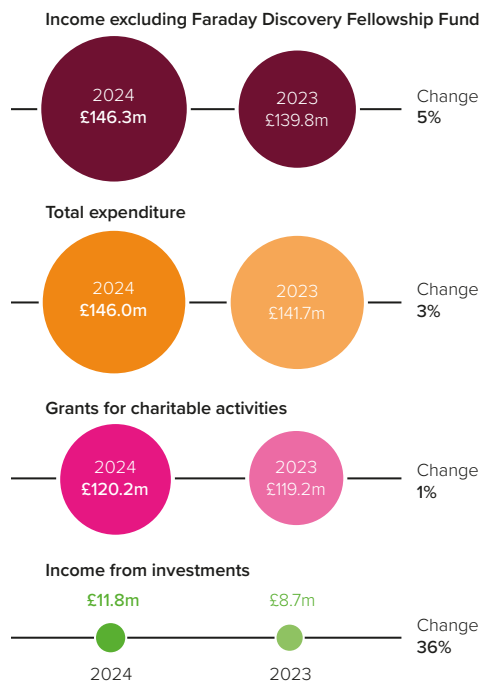 Income excluding Faraday Discovery Fellowship Fund
2024
£146.3m
2023
£139.8m
Change
5%
Total expenditure
2024
£146.0m
2023
£141.7m
Change
3%
Grants for charitable activities
2024
£120.2m
2023
£119.2m
Change
1%
Income from investments
£11.8m
£8.7m
Change
36%
2024
2023